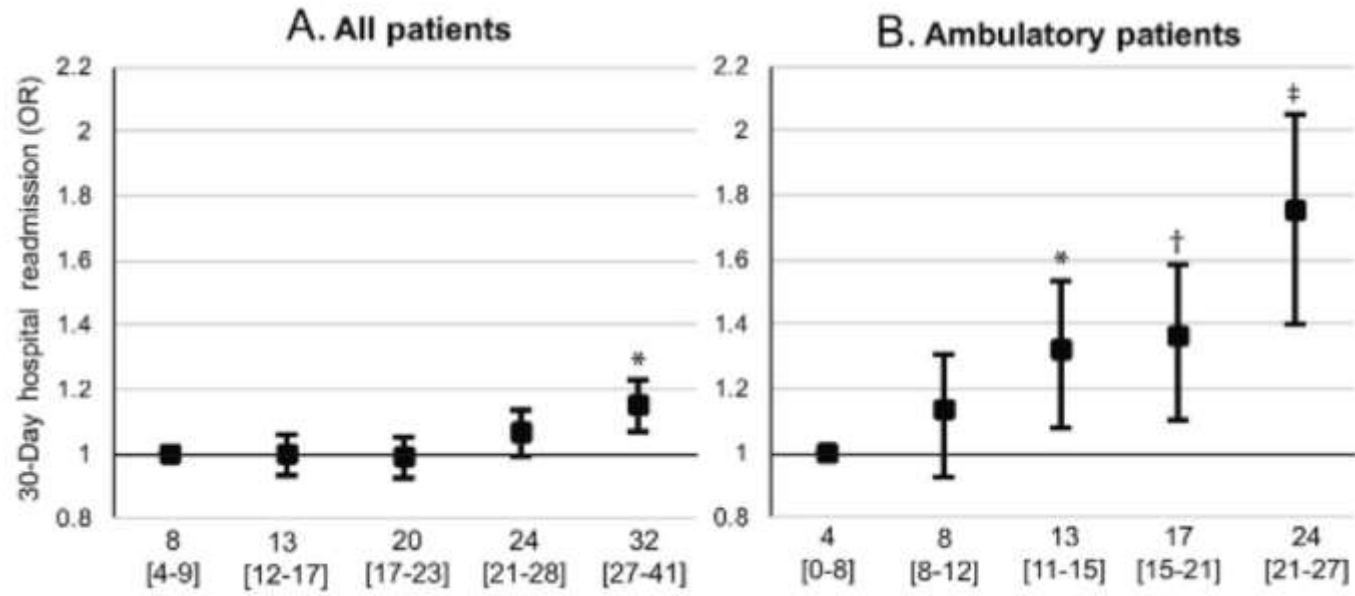 A. All patients
30-Day hospital readmission (OR)
2.2
2
1.8
1.6
1.4
1.2
1
0.8
*
8 13 20 24 32
[4-9] [12-17] [17-23] [21-28] [27-41]
B. Ambulatory patients
2.2
2
1.8
1.6
1.4
1.2
1
0.8
* † ‡
4 8 13 17 24
[0-8] [8-12] [11-15] [15-21] [21-27]